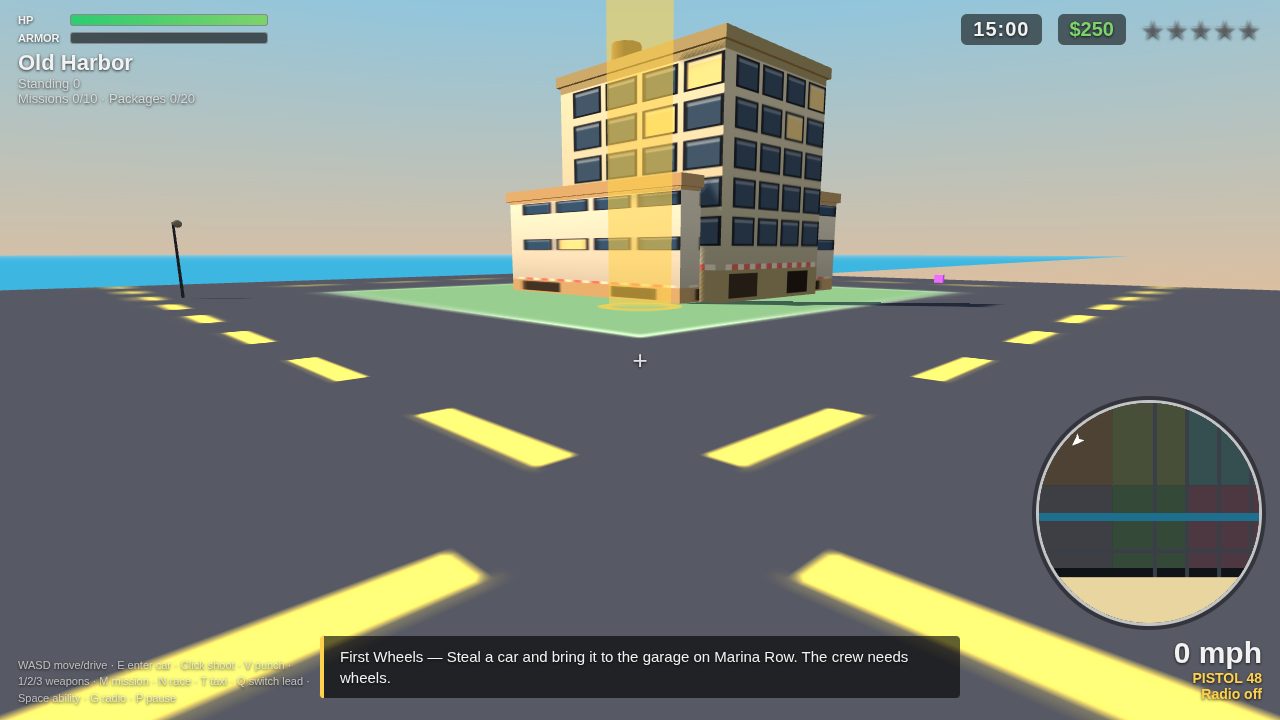 HP
ARMOR
Old Harbor
Standing 0
Missions 0/10 · Packages 0/20
15:00
$250
★★★★★
+
First Wheels — Steal a car and bring it to the garage on Marina Row. The crew needs
wheels.
WASD move/drive · E enter car · Click shoot · V punch ·
1/2/3 weapons · M mission · N race · T taxi · Q switch lead ·
Space ability · G radio · P pause
0 mph
PISTOL 48
Radio off